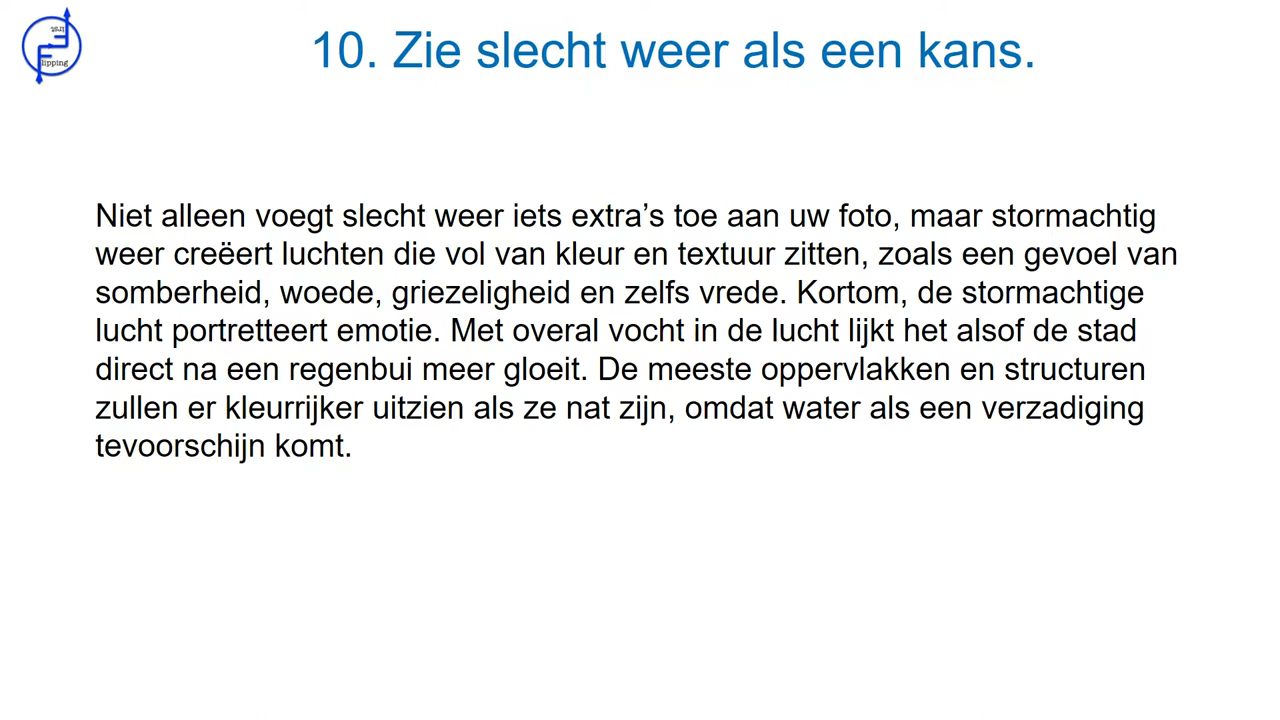 10. Zie slecht weer als een kans.
lipping
Niet alleen voegt slecht weer iets extra’s toe aan uw foto, maar stormachtig
weer creëert luchten die vol van kleur en textuur zitten, zoals een gevoel van
somberheid, woede, griezeligheid en zelfs vrede. Kortom, de stormachtige
lucht portretteert emotie. Met overal vocht in de lucht lijkt het alsof de stad
direct na een regenbui meer gloeit. De meeste oppervlakken en structuren
zullen er kleurrijker uitzien als ze nat zijn, omdat water als een verzadiging
tevoorschijn komt.